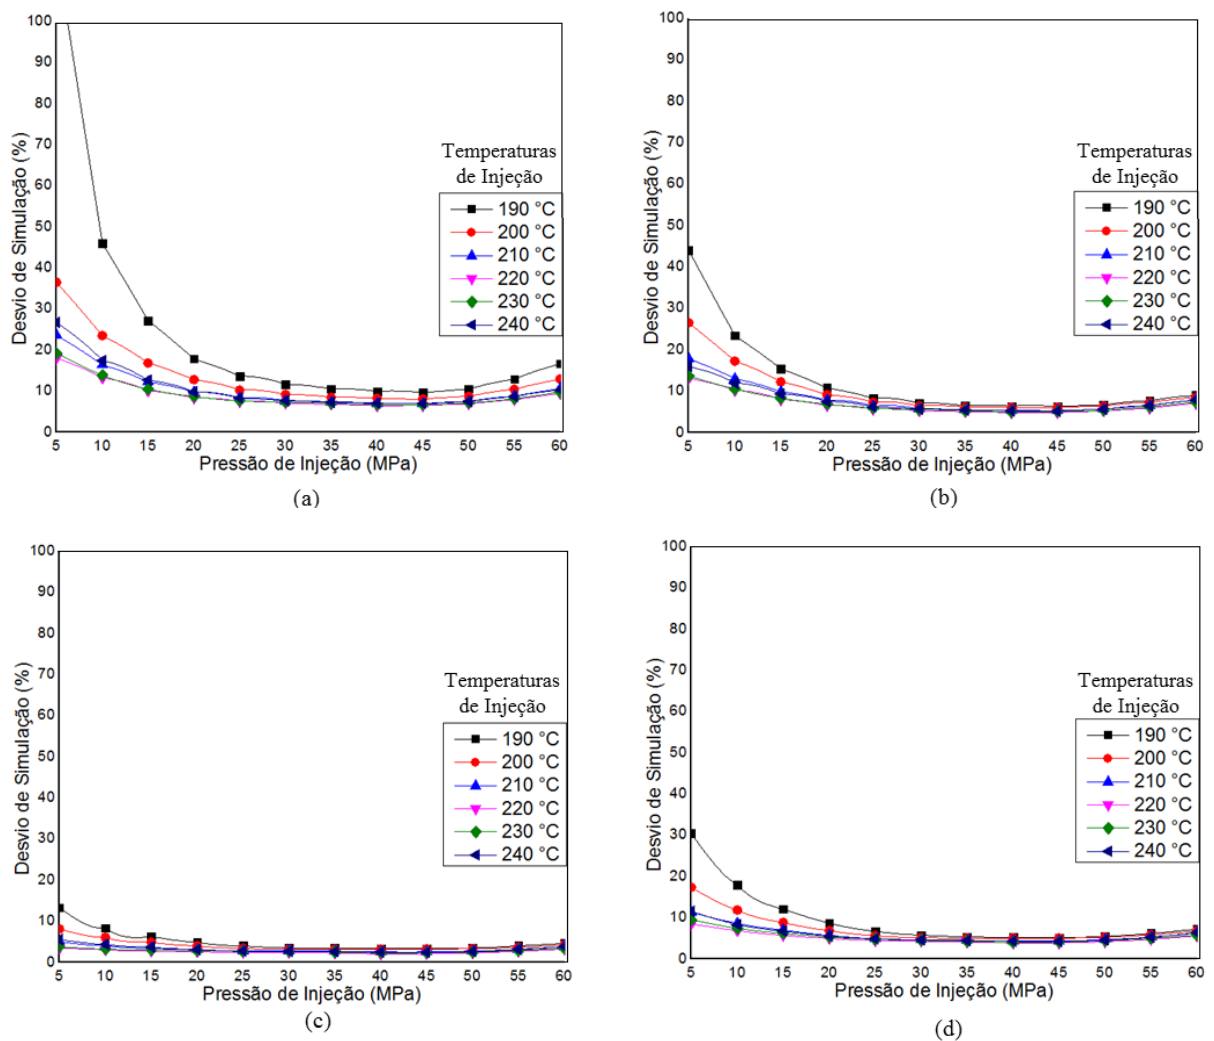 100
90
80
70
60
50
40
30
20
10
0
Desvio de Simulação (%)
Temperaturas
de Injeção
190 °C
200 °C
210 °C
220 °C
230 °C
240 °C
5 10 15 20 25 30 35 40 45 50 55 60
Pressão de Injeção (MPa)
(a)
100
90
80
70
60
50
40
30
20
10
0
Desvio de Simulação (%)
Temperaturas
de Injeção
190 °C
200 °C
210 °C
220 °C
230 °C
240 °C
5 10 15 20 25 30 35 40 45 50 55 60
Pressão de Injeção (MPa)
(b)
100
90
80
70
60
50
40
30
20
10
0
Desvio de Simulação (%)
Temperaturas
de Injeção
190 °C
200 °C
210 °C
220 °C
230 °C
240 °C
5 10 15 20 25 30 35 40 45 50 55 60
Pressão de Injeção (MPa)
(c)
100
90
80
70
60
50
40
30
20
10
0
Desvio de Simulação (%)
Temperaturas
de Injeção
190 °C
200 °C
210 °C
220 °C
230 °C
240 °C
5 10 15 20 25 30 35 40 45 50 55 60
Pressão de Injeção (MPa)
(d)